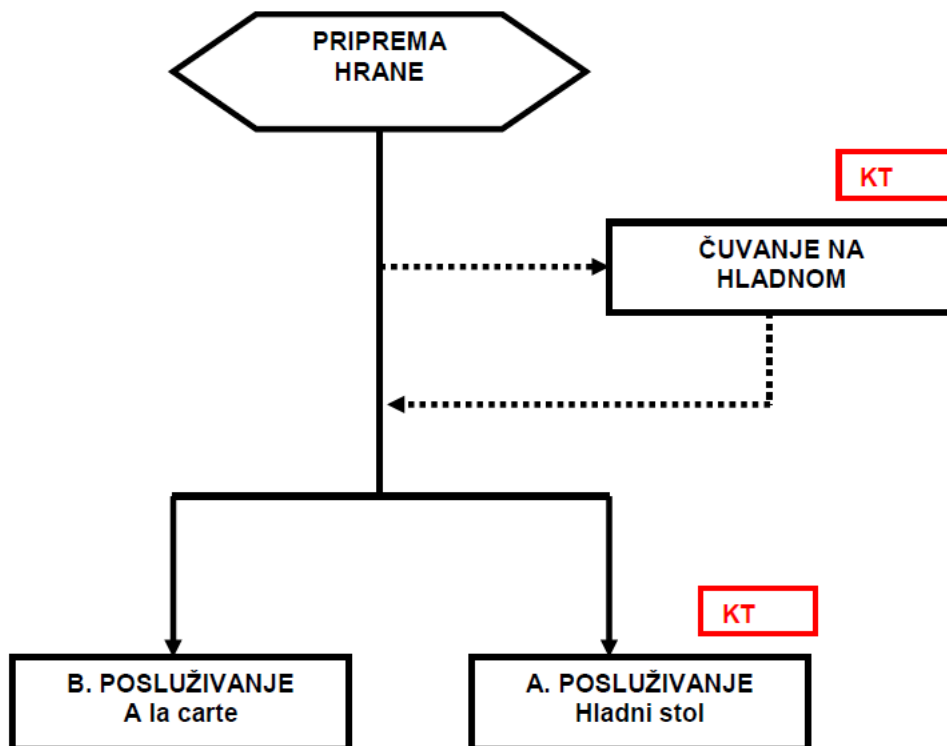 PRIPREMA
HRANE
KT
ČUVANJE NA
HLADNOM
KT
B. POSLUŽIVANJE
A la carte
A. POSLUŽIVANJE
Hladni stol